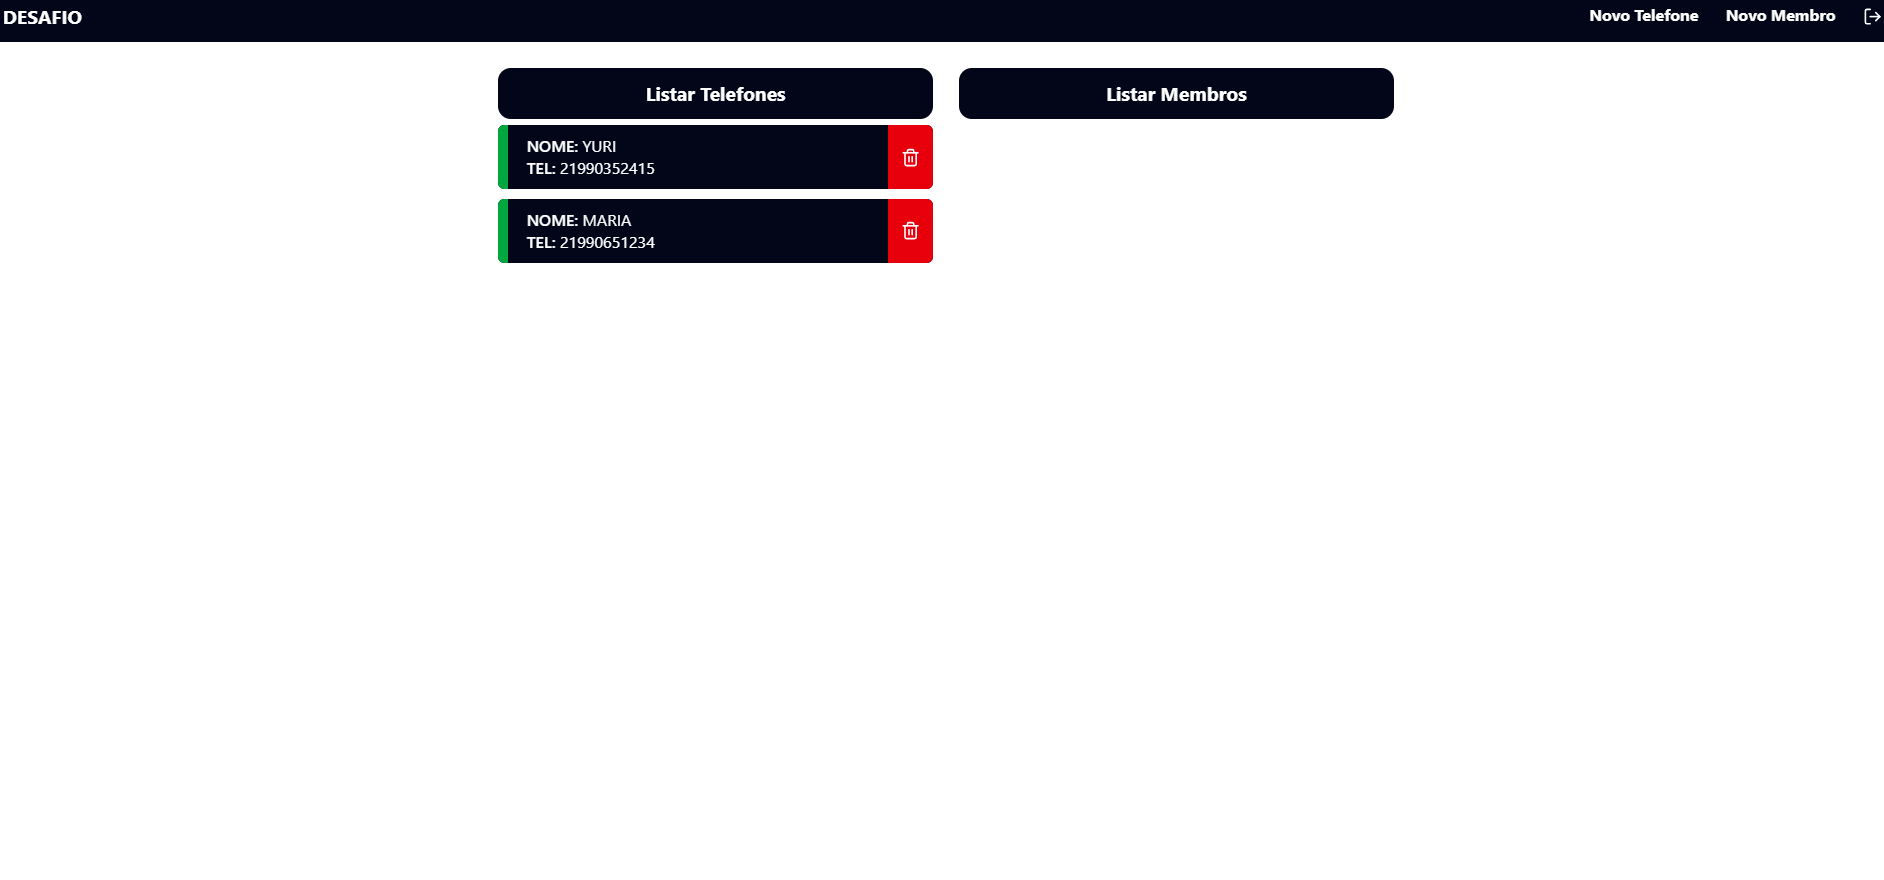 DESAFIO
Novo Telefone
Novo Membro
Listar Telefones
Listar Membros
NOME: YURI
TEL: 21990352415
NOME: MARIA
TEL: 21990651234